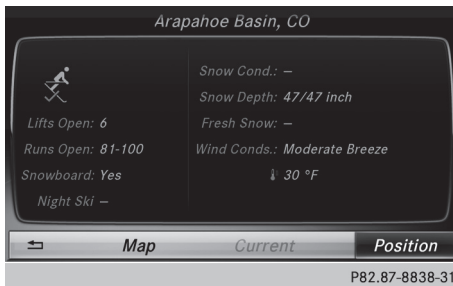 Arapahoe Basin, CO
Lifts Open: 6
Runs Open: 81-100
Snowboard: Yes
Night Ski –
Snow Cond.: –
Snow Depth: 47/47 inch
Fresh Snow: –
Wind Conds.: Moderate Breeze
30 °F
Map
Current
Position
P82.87-8838-31